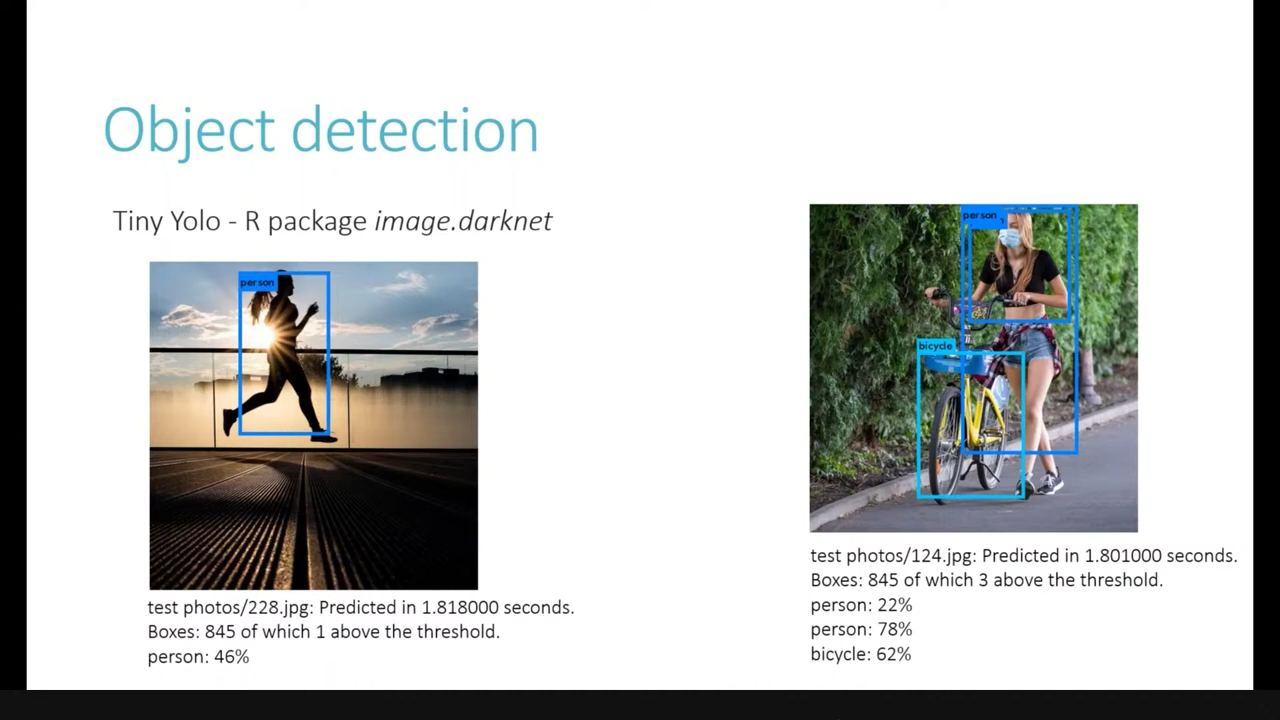 Object detection
Tiny Yolo - R package image.darknet
person
test photos/228.jpg: Predicted in 1.818000 seconds.
Boxes: 845 of which 1 above the threshold.
person: 46%
person
bicycle
test photos/124.jpg: Predicted in 1.801000 seconds.
Boxes: 845 of which 3 above the threshold.
person: 22%
person: 78%
bicycle: 62%